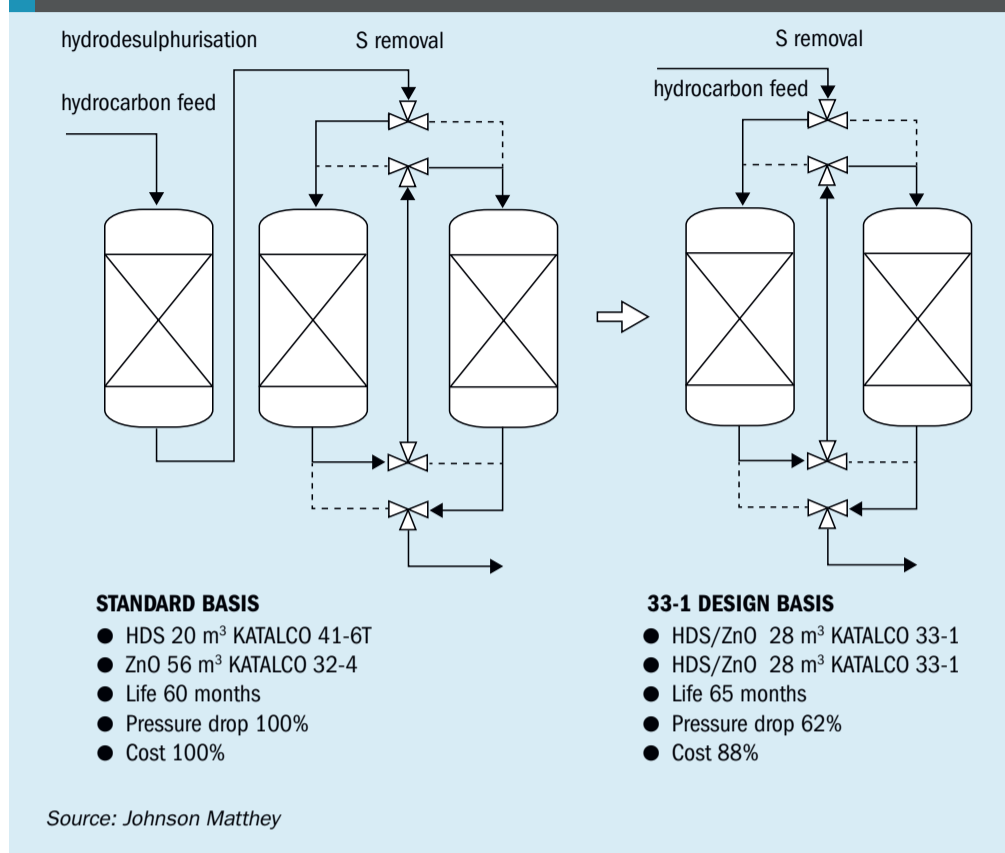 hydrodesulphurisation
S removal
hydrocarbon feed
S removal
hydrocarbon feed
STANDARD BASIS
● HDS 20 m³ KATALCO 41-6T
● ZnO 56 m³ KATALCO 32-4
● Life 60 months
● Pressure drop 100%
● Cost 100%
33-1 DESIGN BASIS
● HDS/ZnO 28 m³ KATALCO 33-1
● HDS/ZnO 28 m³ KATALCO 33-1
● Life 65 months
● Pressure drop 62%
● Cost 88%
Source: Johnson Matthey